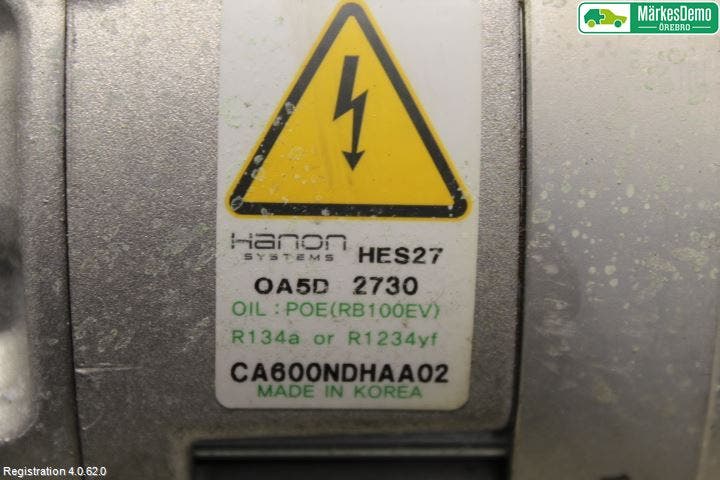 MärkesDemo
ÖREBRO
Hanon
SYSTEMS HES27
OA5D 2730
OIL : POE(RB100EV)
R134a or R1234yf
CA600NDHAA02
MADE IN KOREA
Registration 4.0.62.0